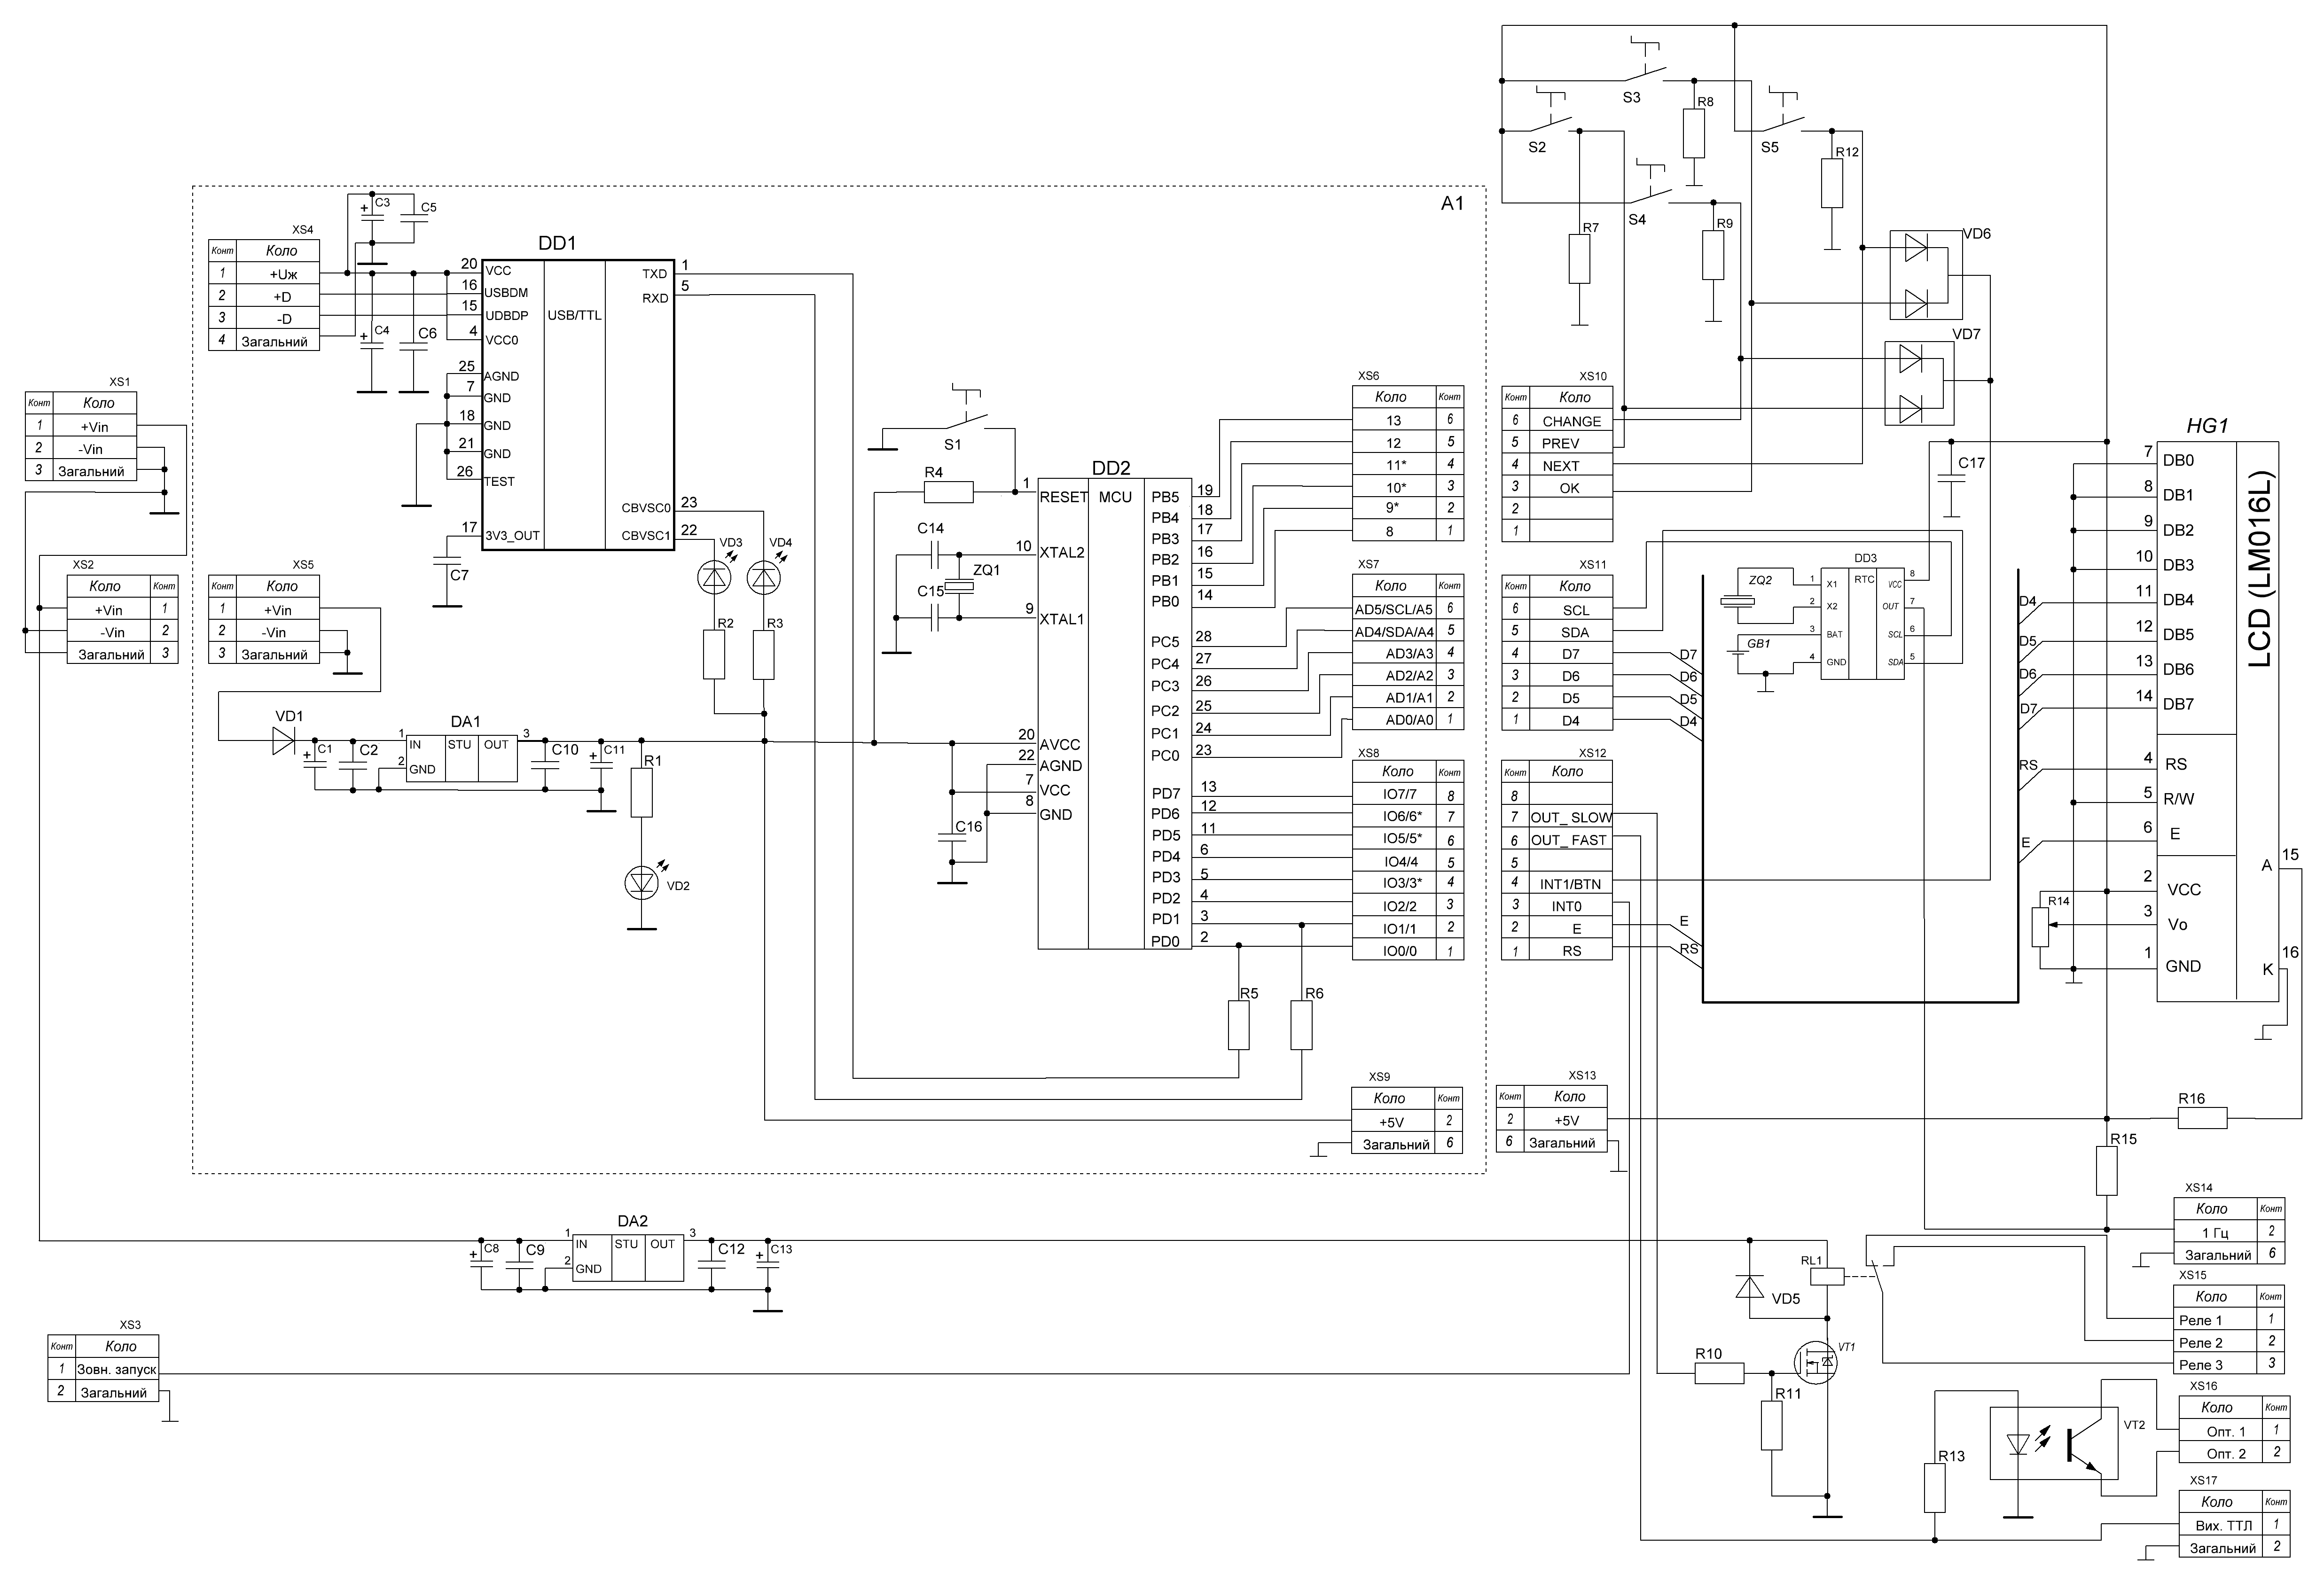 A1
XS4
Конт Коло
1 +Uж
2 +D
3 -D
4 Загальний
C3
C5
C4
C6
DD1
20 VCC
16 USBDM
15 UDBDP
4 VCC0
25 AGND
7 GND
18 GND
21 GND
26 TEST
17 3V3_OUT
USB/TTL
TXD 1
RXD 5
CBVSC0 23
CBVSC1 22
C7
VD3
VD4
R2
R3
XS1
Конт Коло
1 +Vin
2 -Vin
3 Загальний
XS2
Коло Конт
+Vin 1
-Vin 2
Загальний 3
XS5
Конт Коло
1 +Vin
2 -Vin
3 Загальний
VD1
C1
C2
DA1
1 IN STU OUT 3
2 GND
C10
C11
R1
VD2
S1
R4
C14
C15
ZQ1
C16
DD2
MCU
1 RESET
10 XTAL2
9 XTAL1
20 AVCC
22 AGND
7 VCC
8 GND
PB5 19
PB4 18
PB3 17
PB2 16
PB1 15
PB0 14
PC5 28
PC4 27
PC3 26
PC2 25
PC1 24
PC0 23
PD7 13
PD6 12
PD5 11
PD4 6
PD3 5
PD2 4
PD1 3
PD0 2
R5
R6
XS6
Коло Конт
13 6
12 5
11* 4
10* 3
9* 2
8 1
XS7
Коло Конт
AD5/SCL/A5 6
AD4/SDA/A4 5
AD3/A3 4
AD2/A2 3
AD1/A1 2
AD0/A0 1
XS8
Коло Конт
IO7/7 8
IO6/6* 7
IO5/5* 6
IO4/4 5
IO3/3* 4
IO2/2 3
IO1/1 2
IO0/0 1
XS9
Коло Конт
+5V 2
Загальний 6
S3
R8
S2
S5
R12
S4
R7
R9
VD6
VD7
XS10
Конт Коло
6 CHANGE
5 PREV
4 NEXT
3 OK
2
1
XS11
Конт Коло
6 SCL
5 SDA
4 D7
3 D6
2 D5
1 D4
D7
D6
D5
D4
XS12
Конт Коло
8
7 OUT_ SLOW
6 OUT_ FAST
5
4 INT1/BTN
3 INT0
2 E
1 RS
E
RS
XS13
Конт Коло
2 +5V
6 Загальний
C17
DD3
ZQ2
GB1
1 X1 RTC VCC 8
2 X2 OUT 7
3 BAT SCL 6
4 GND SDA 5
D4
D5
D6
D7
RS
E
HG1
LCD (LM016L)
7 DB0
8 DB1
9 DB2
10 DB3
11 DB4
12 DB5
13 DB6
14 DB7
4 RS
5 R/W
6 E
2 VCC
3 Vo
1 GND
A 15
K 16
R14
R16
R15
XS14
Коло Конт
1 Гц 2
Загальний 6
XS15
Коло Конт
Реле 1 1
Реле 2 2
Реле 3 3
XS16
Коло Конт
Опт. 1 1
Опт. 2 2
XS17
Коло Конт
Вих. ТТЛ 1
Загальний 2
DA2
1 IN STU OUT 3
2 GND
C8
C9
C12
C13
XS3
Конт Коло
1 Зовн. запуск
2 Загальний
RL1
VD5
VT1
R10
R11
R13
VT2